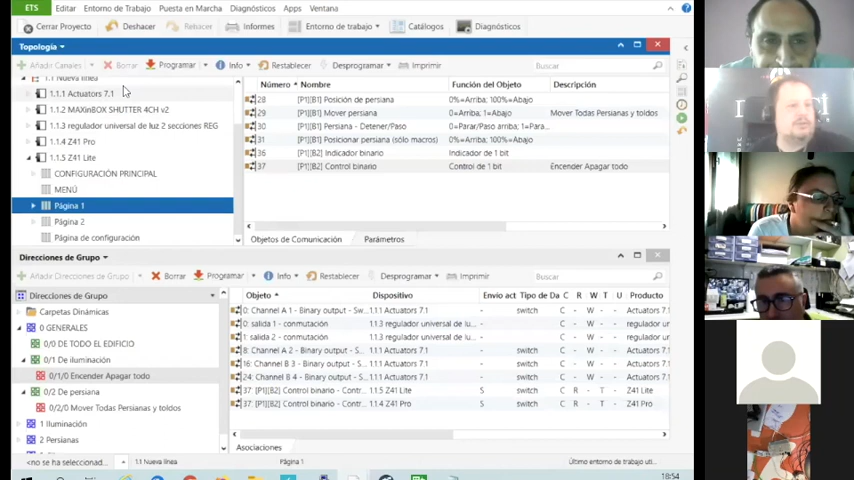 ETS Editar Entorno de Trabajo Puesta en Marcha Diagnósticos Apps Ventana
Cerrar Proyecto Deshacer Rehacer Informes Entorno de trabajo Catálogos Diagnósticos
Topología
Añadir Canales Borrar Programar Info Restablecer Desprogramar Imprimir Buscar
1.1 Nueva línea
1.1.1 Actuators 7.1
1.1.2 MAXinBOX SHUTTER 4CH v2
1.1.3 regulador universal de luz 2 secciones REG
1.1.4 Z41 Pro
1.1.5 Z41 Lite
CONFIGURACIÓN PRINCIPAL
MENÚ
Página 1
Página 2
Página de configuración
Número Nombre Función del Objeto Descripción
28 [P1][B1] Posición de persiana 0%=Arriba; 100%=Abajo
29 [P1][B1] Mover persiana 0=Arriba; 1=Abajo Mover Todas Persianas y toldos
30 [P1][B1] Persiana - Detener/Paso 0=Parar/Paso arriba; 1=Para...
31 [P1][B1] Posicionar persiana (sólo macros) 0%=Arriba; 100%=Abajo
36 [P1][B2] Indicador binario Indicador de 1 bit
37 [P1][B2] Control binario Control de 1 bit Encender Apagar todo
Objetos de Comunicación Parámetros
Direcciones de Grupo
Añadir Direcciones de Grupo Borrar Programar Info Restablecer Desprogramar Imprimir Buscar
Direcciones de Grupo
Carpetas Dinámicas
0 GENERALES
0/0 DE TODO EL EDIFICIO
0/1 De iluminación
0/1/0 Encender Apagar todo
0/2 De persiana
0/2/0 Mover Todas Persianas y toldos
1 Iluminación
2 Persianas
Objeto Dispositivo Envío act Tipo de Da C R W T U Producto
0: Channel A 1 - Binary output - Sw... 1.1.1 Actuators 7.1 - switch C - W - - Actuators 7.1
0: salida 1 - conmutación 1.1.3 regulador universal de lu... - C - W - - regulador ur
1: salida 2 - conmutación 1.1.3 regulador universal de lu... - C - W - - regulador ur
8: Channel A 2 - Binary output - S... 1.1.1 Actuators 7.1 - switch C - W - - Actuators 7.1
16: Channel B 3 - Binary output - S... 1.1.1 Actuators 7.1 - switch C - W - - Actuators 7.1
24: Channel B 4 - Binary output - S... 1.1.1 Actuators 7.1 - switch C - W - - Actuators 7.1
37: [P1][B2] Control binario - Contr... 1.1.5 Z41 Lite S switch C R - T - Z41 Lite
37: [P1][B2] Control binario - Contr... 1.1.4 Z41 Pro S switch C R - T - Z41 Pro
Asociaciones
<no se ha seleccionad... 1.1 Nueva línea Página 1 Último entorno de trabajo uti...
18:54